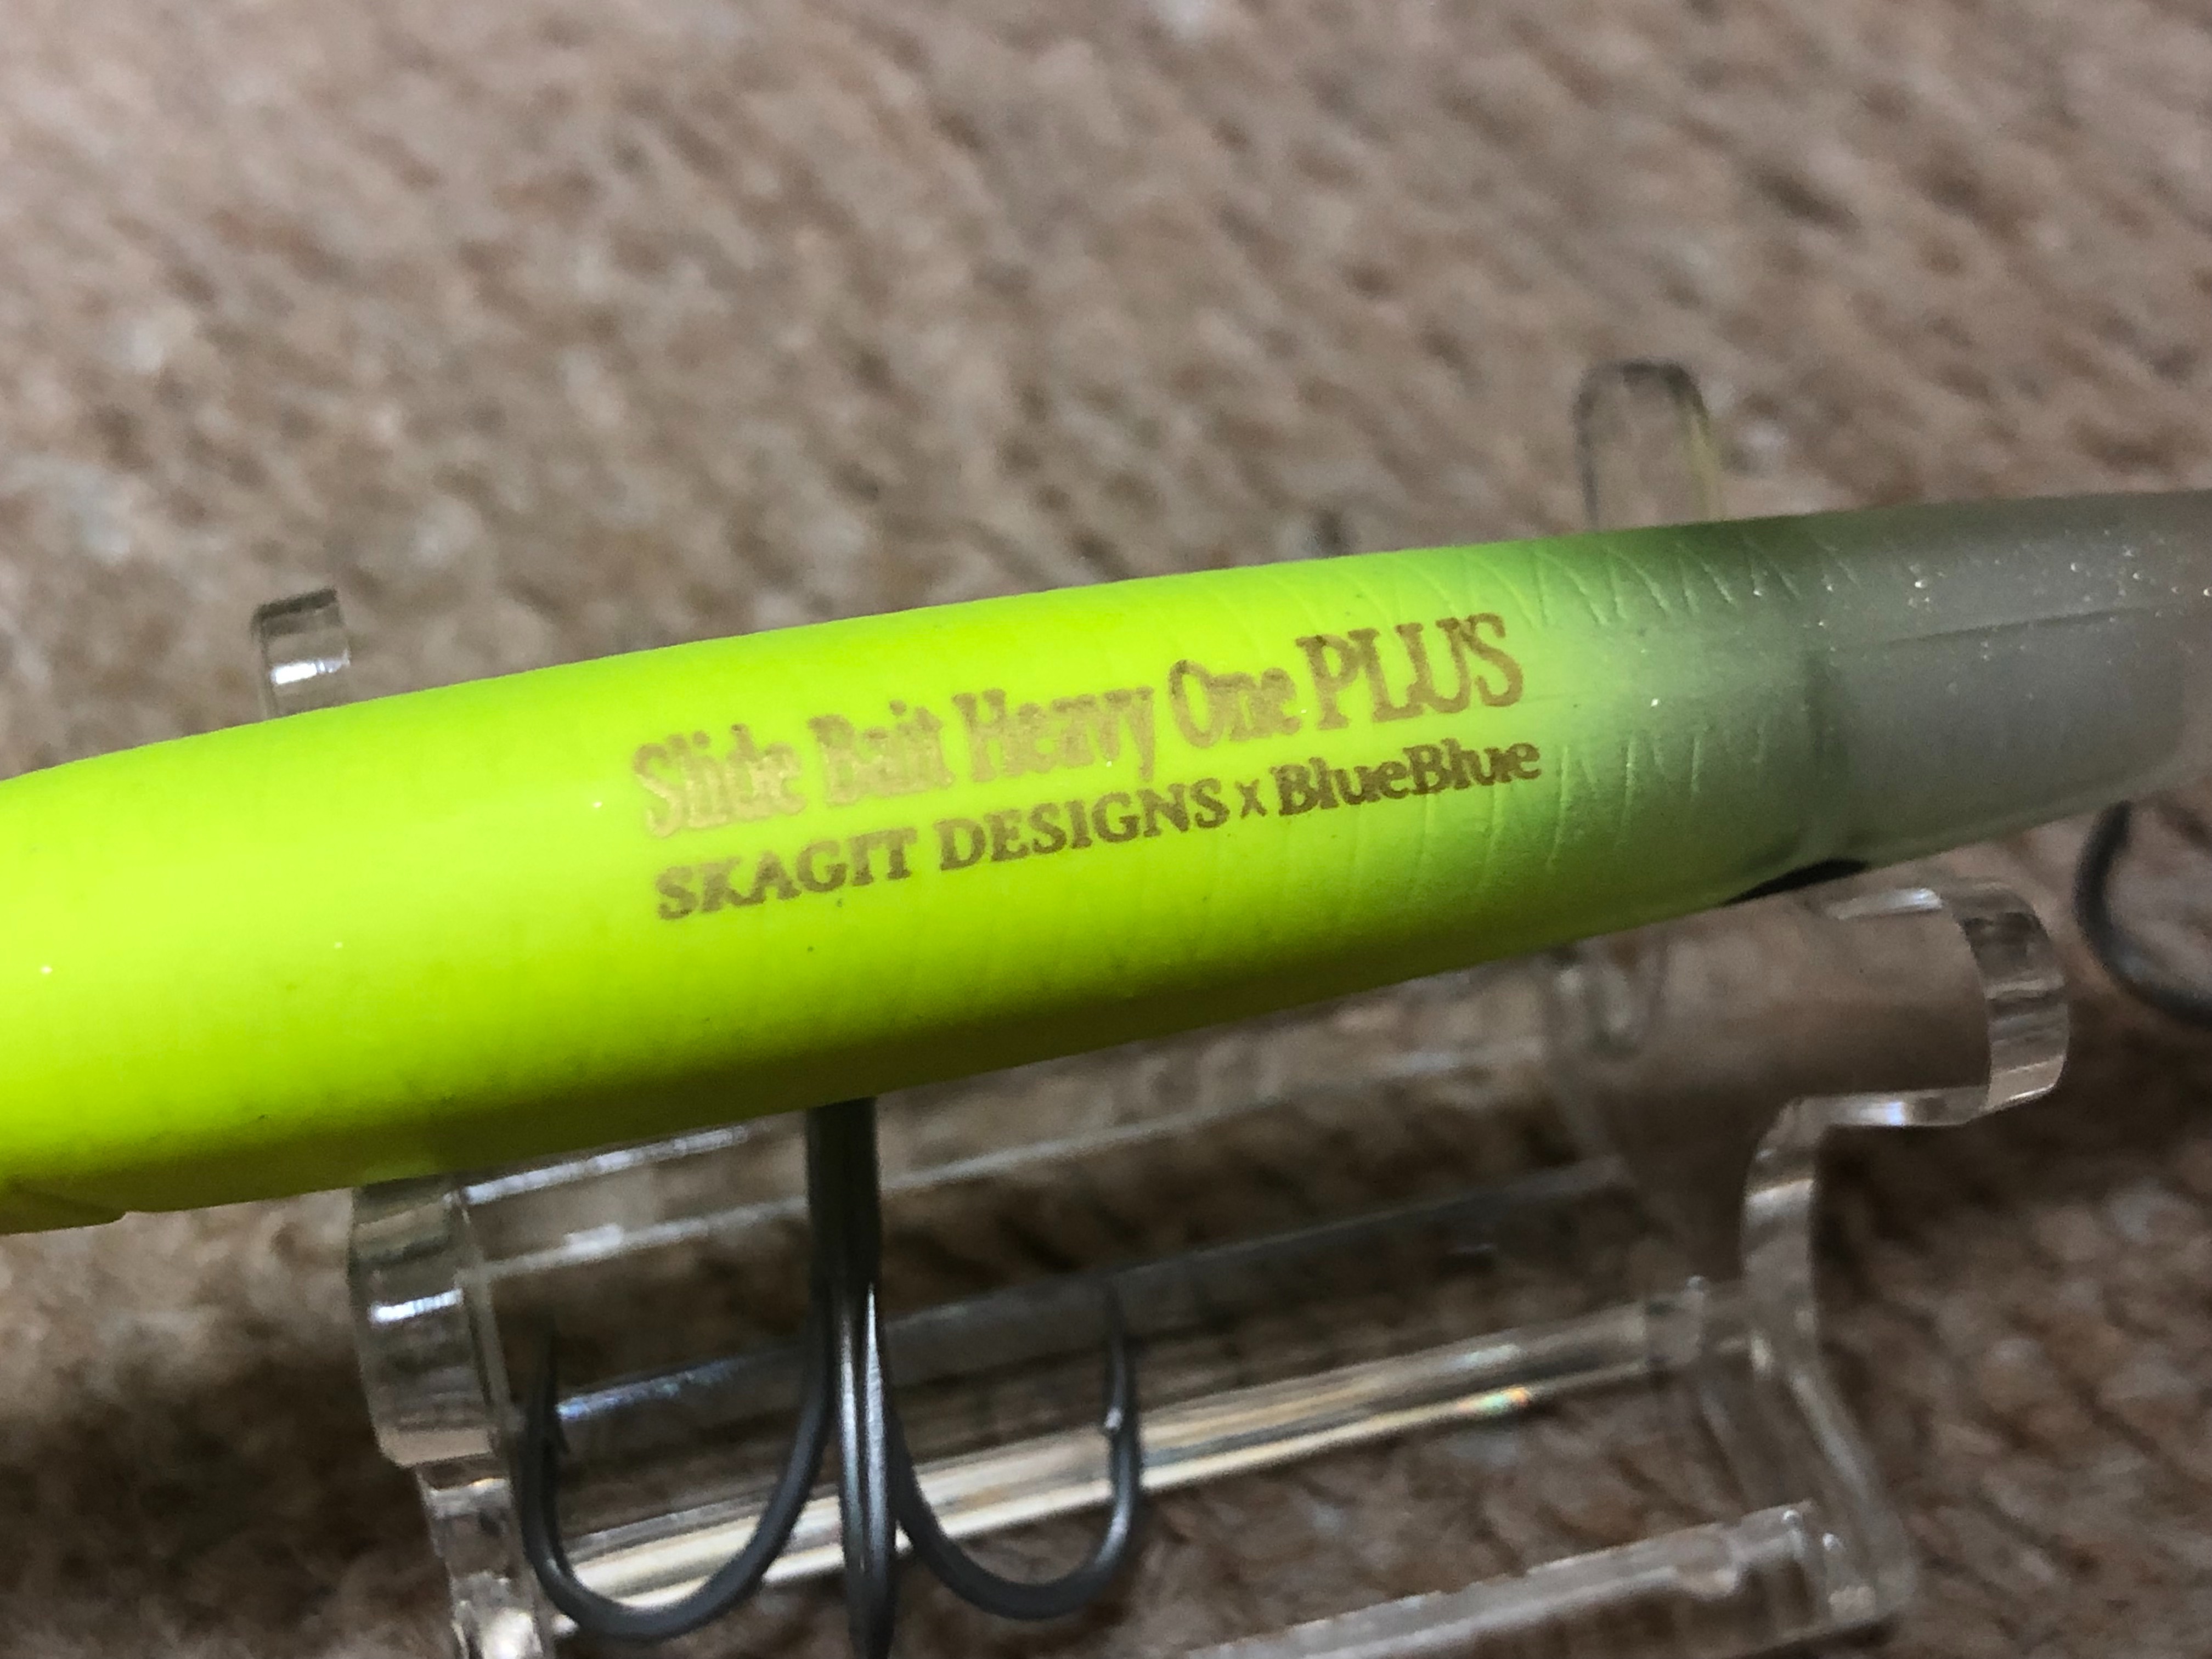 Slide Bait Heavy One PLUS
SKAGIT DESIGNS x BlueBlue